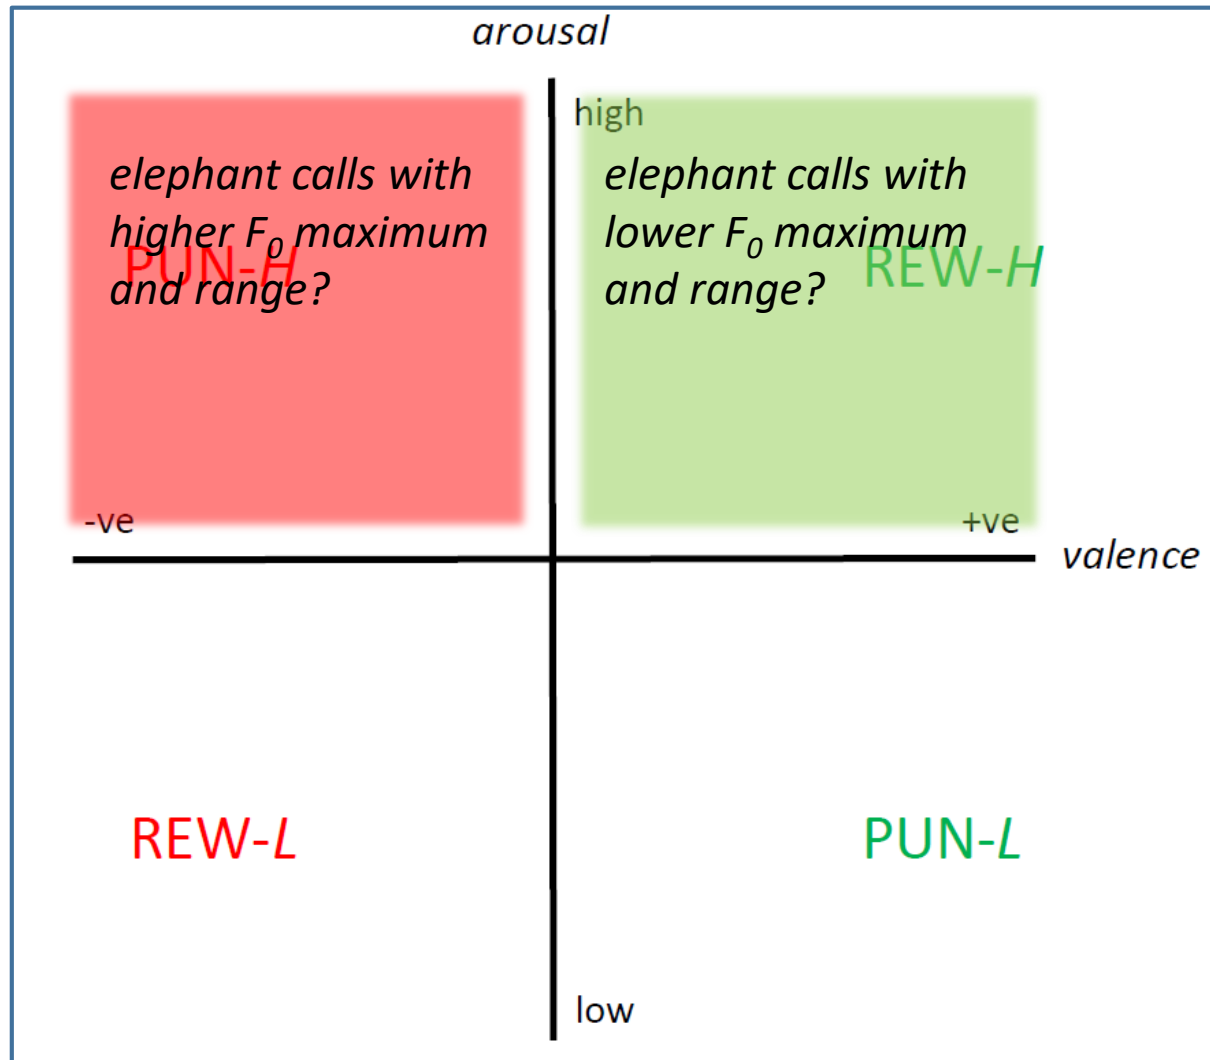 arousal
high
elephant calls with
higher F₀ maximum
and range?
PUN-H
elephant calls with
lower F₀ maximum
and range?
REW-H
-ve
+ve
valence
REW-L
PUN-L
low